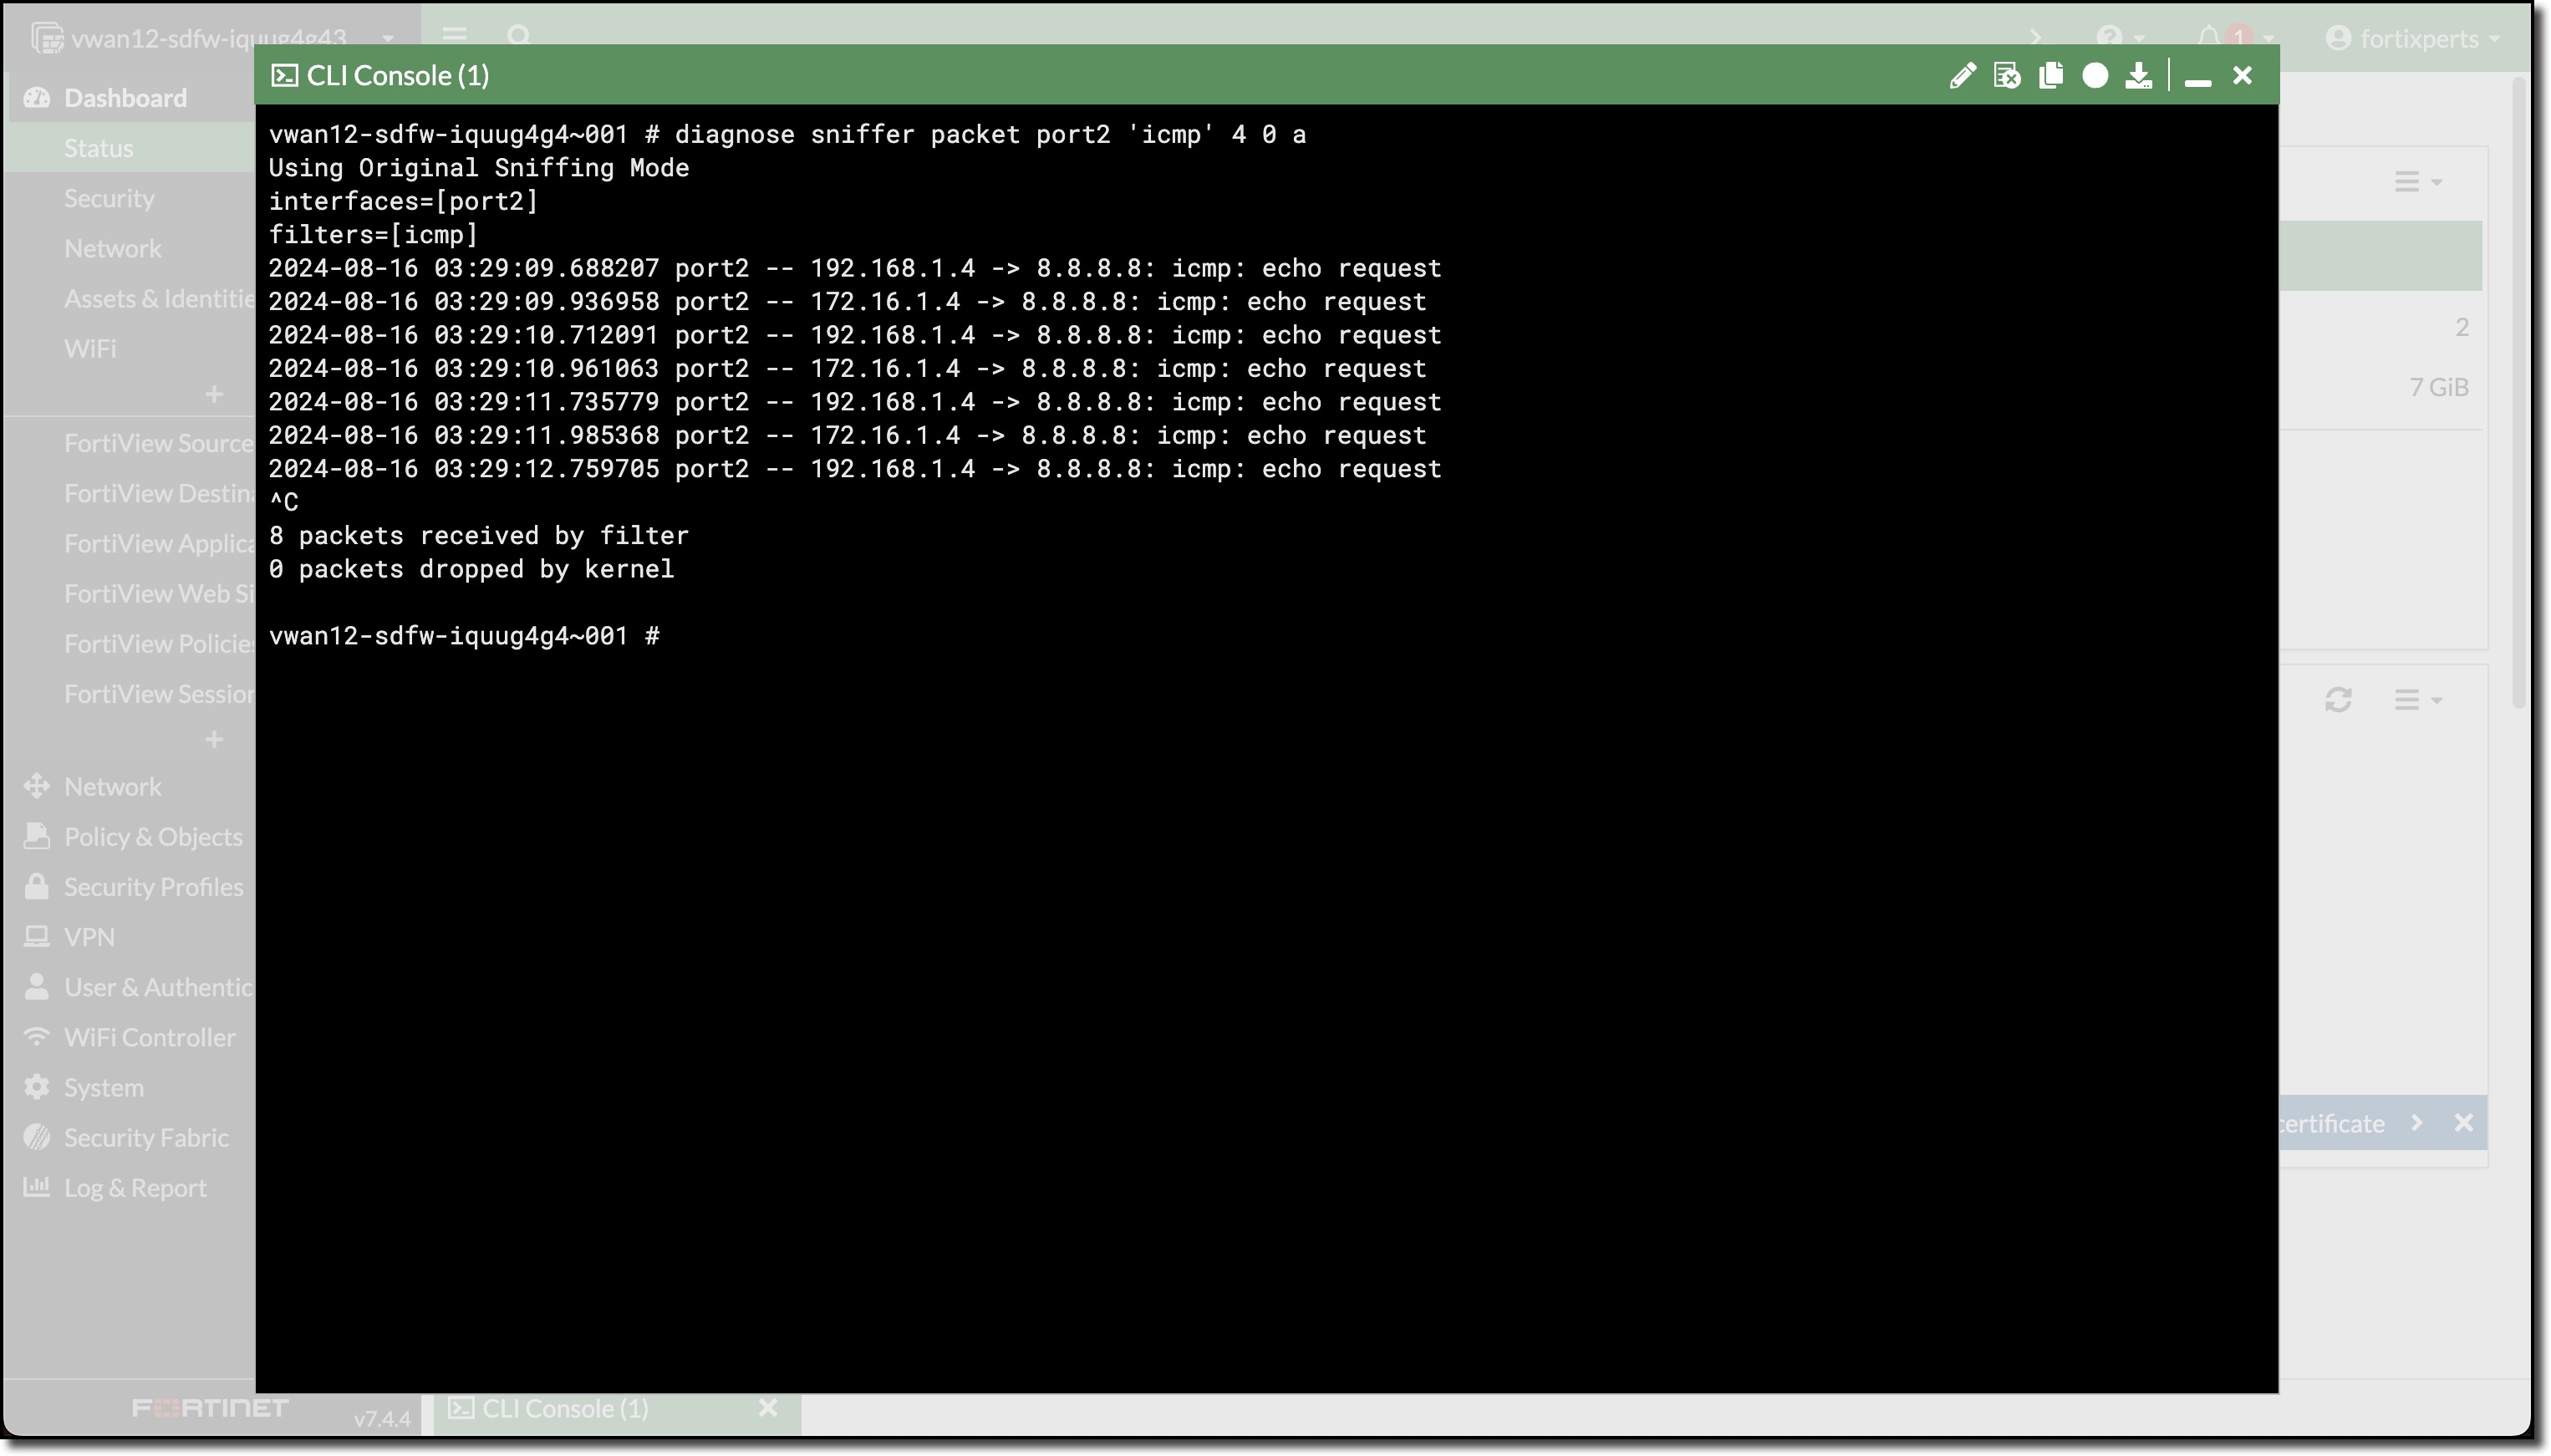 vwan12-sdfw-iquug4g43
1
fortixperts
CLI Console (1)
Dashboard
Status
Security
Network
Assets & Identitie
WiFi
+
FortiView Source
FortiView Destina
FortiView Applica
FortiView Web Si
FortiView Policies
FortiView Session
+
Network
Policy & Objects
Security Profiles
VPN
User & Authentic
WiFi Controller
System
Security Fabric
Log & Report
vwan12-sdfw-iquug4g4~001 # diagnose sniffer packet port2 'icmp' 4 0 a
Using Original Sniffing Mode
interfaces=[port2]
filters=[icmp]
2024-08-16 03:29:09.688207 port2 -- 192.168.1.4 -> 8.8.8.8: icmp: echo request
2024-08-16 03:29:09.936958 port2 -- 172.16.1.4 -> 8.8.8.8: icmp: echo request
2024-08-16 03:29:10.712091 port2 -- 192.168.1.4 -> 8.8.8.8: icmp: echo request
2024-08-16 03:29:10.961063 port2 -- 172.16.1.4 -> 8.8.8.8: icmp: echo request
2024-08-16 03:29:11.735779 port2 -- 192.168.1.4 -> 8.8.8.8: icmp: echo request
2024-08-16 03:29:11.985368 port2 -- 172.16.1.4 -> 8.8.8.8: icmp: echo request
2024-08-16 03:29:12.759705 port2 -- 192.168.1.4 -> 8.8.8.8: icmp: echo request
^C
8 packets received by filter
0 packets dropped by kernel
vwan12-sdfw-iquug4g4~001 #
2
7 GiB
certificate
FORTINET
v7.4.4
CLI Console (1)